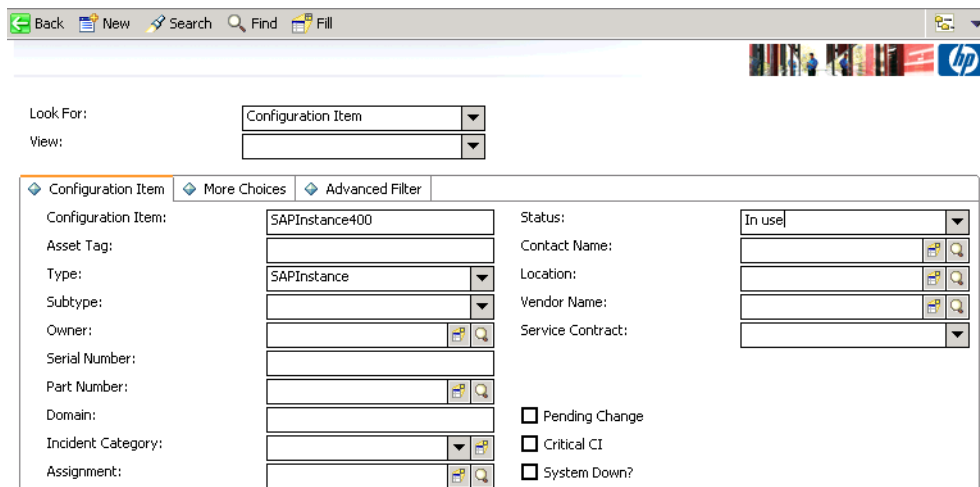 Back New Search Find Fill
hp
Look For: Configuration Item
View:
Configuration Item More Choices Advanced Filter
Configuration Item: SAPInstance400 Status: In use
Asset Tag: Contact Name:
Type: SAPInstance Location:
Subtype: Vendor Name:
Owner: Service Contract:
Serial Number:
Part Number:
Domain: Pending Change
Incident Category: Critical CI
Assignment: System Down?